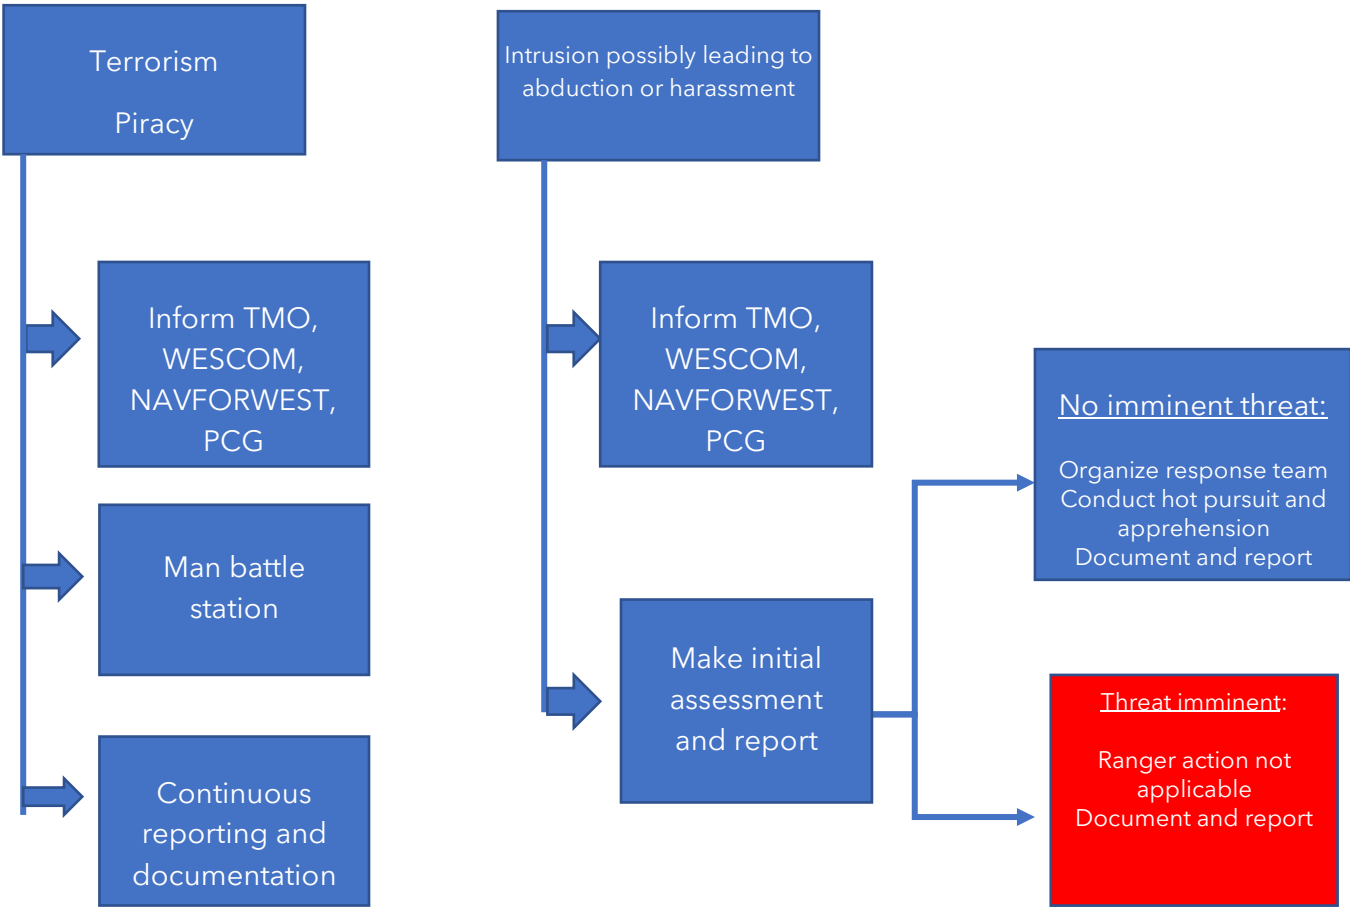 Terrorism
Piracy
Inform TMO,
WESCOM,
NAVFORWEST,
PCG
Man battle
station
Continuous
reporting and
documentation
Intrusion possibly leading to
abduction or harassment
Inform TMO,
WESCOM,
NAVFORWEST,
PCG
Make initial
assessment
and report
No imminent threat:
Organize response team
Conduct hot pursuit and
apprehension
Document and report
Threat imminent:
Ranger action not
applicable
Document and report